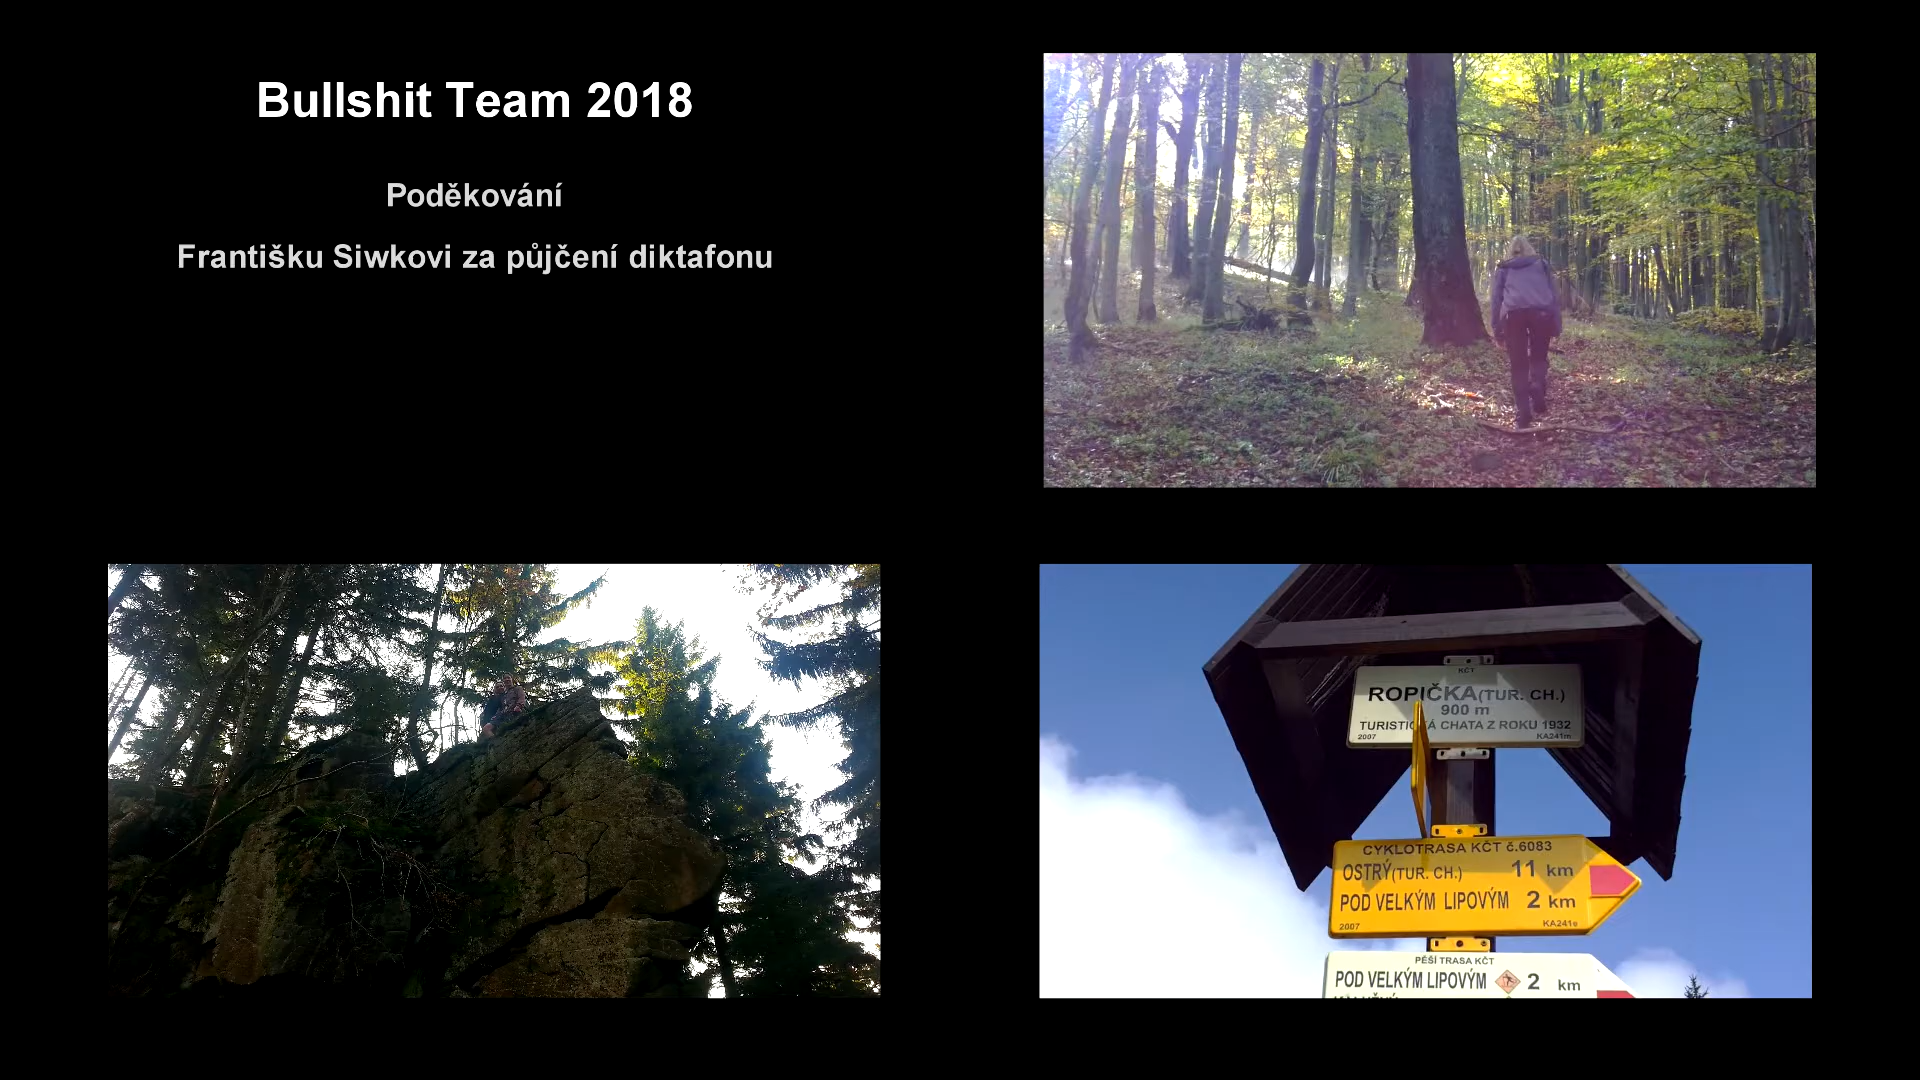 Bullshit Team 2018
Poděkování
Františku Siwkovi za půjčení diktafonu
KČT
ROPIČKA(TUR. CH.)
900 m
TURISTICKÁ CHATA Z ROKU 1932
2007 KA241m
CYKLOTRASA KČT č.6083
OSTRÝ(TUR. CH.) 11 km
POD VELKÝM LIPOVÝM 2 km
2007 KA241e
PĚŠÍ TRASA KČT
POD VELKÝM LIPOVÝM 2 km